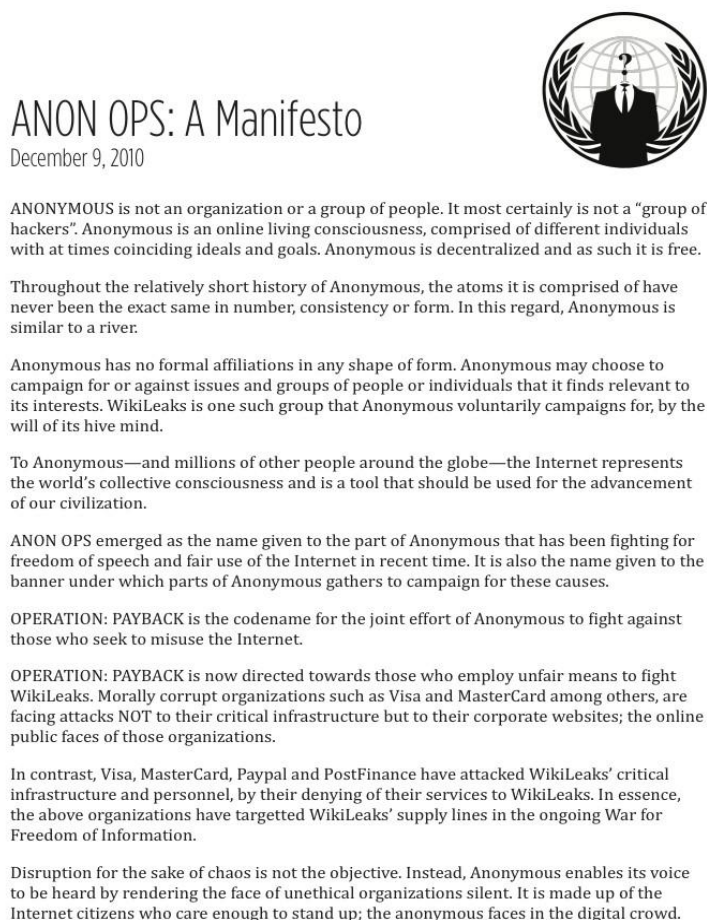 ?
ANON OPS: A Manifesto
December 9, 2010
ANONYMOUS is not an organization or a group of people. It most certainly is not a “group of
hackers”. Anonymous is an online living consciousness, comprised of different individuals
with at times coinciding ideals and goals. Anonymous is decentralized and as such it is free.
Throughout the relatively short history of Anonymous, the atoms it is comprised of have
never been the exact same in number, consistency or form. In this regard, Anonymous is
similar to a river.
Anonymous has no formal affiliations in any shape of form. Anonymous may choose to
campaign for or against issues and groups of people or individuals that it finds relevant to
its interests. WikiLeaks is one such group that Anonymous voluntarily campaigns for, by the
will of its hive mind.
To Anonymous—and millions of other people around the globe—the Internet represents
the world’s collective consciousness and is a tool that should be used for the advancement
of our civilization.
ANON OPS emerged as the name given to the part of Anonymous that has been fighting for
freedom of speech and fair use of the Internet in recent time. It is also the name given to the
banner under which parts of Anonymous gathers to campaign for these causes.
OPERATION: PAYBACK is the codename for the joint effort of Anonymous to fight against
those who seek to misuse the Internet.
OPERATION: PAYBACK is now directed towards those who employ unfair means to fight
WikiLeaks. Morally corrupt organizations such as Visa and MasterCard among others, are
facing attacks NOT to their critical infrastructure but to their corporate websites; the online
public faces of those organizations.
In contrast, Visa, MasterCard, Paypal and PostFinance have attacked WikiLeaks’ critical
infrastructure and personnel, by their denying of their services to WikiLeaks. In essence,
the above organizations have targetted WikiLeaks’ supply lines in the ongoing War for
Freedom of Information.
Disruption for the sake of chaos is not the objective. Instead, Anonymous enables its voice
to be heard by rendering the face of unethical organizations silent. It is made up of the
Internet citizens who care enough to stand up; the anonymous faces in the digital crowd.